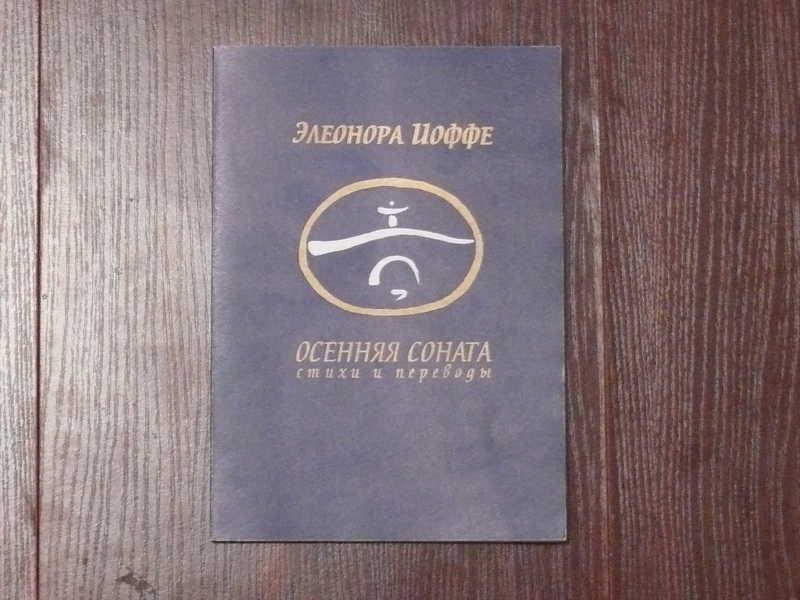 Элеонора Иоффе
ОСЕННЯЯ СОНАТА
стихи и переводы